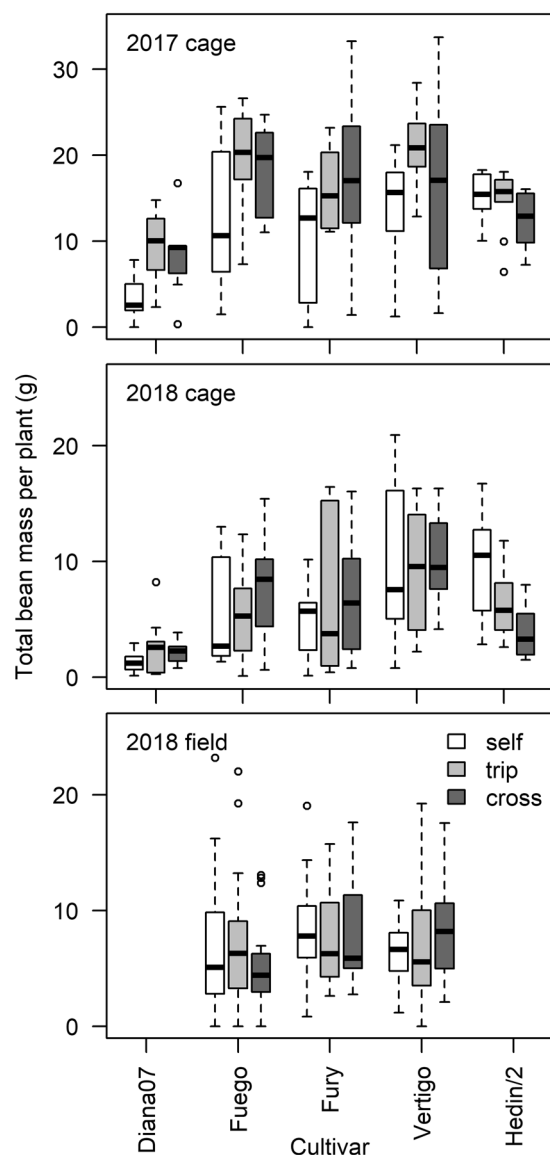 Total bean mass per plant (g)
2017 cage
30
20
10
0
2018 cage
20
10
0
2018 field
self
trip
cross
20
10
0
Diana07
Fuego
Fury
Vertigo
Hedin/2
Cultivar